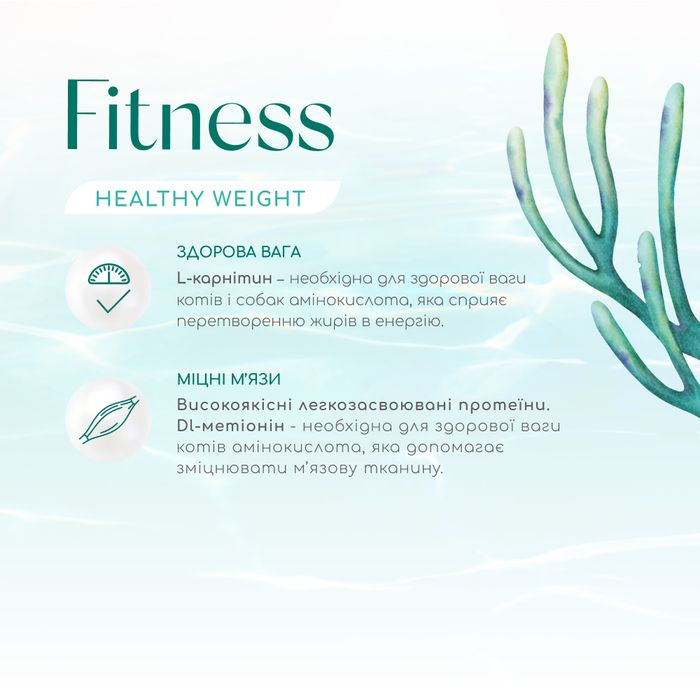 Fitness
HEALTHY WEIGHT
ЗДОРОВА ВАГА
L-карнітин – необхідна для здорової ваги
котів і собак амінокислота, яка сприяє
перетворенню жирів в енергію.
МІЦНІ М'ЯЗИ
Високоякісні легкозасвоювані протеїни.
Dl-метіонін - необхідна для здорової ваги
котів амінокислота, яка допомагає
зміцнювати м'язову тканину.